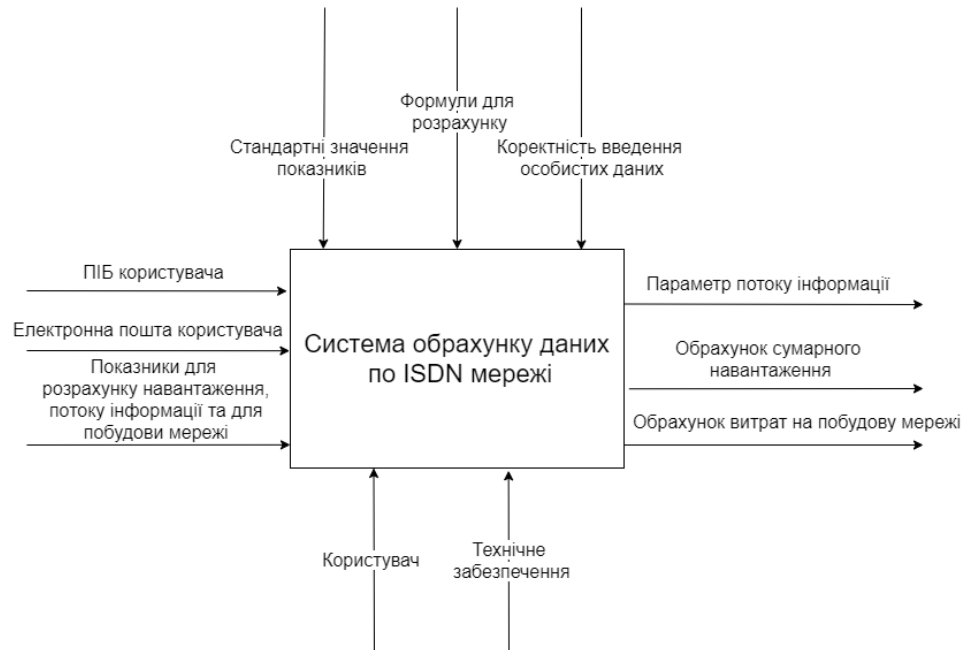 Формули для
розрахунку
Стандартні значення
показників
Коректність введення
особистих даних
ПІБ користувача
Електронна пошта користувача
Показники для
розрахунку навантаження,
потоку інформації та для
побудови мережі
Система обрахунку даних
по ISDN мережі
Параметр потоку інформації
Обрахунок сумарного
навантаження
Обрахунок витрат на побудову мережі
Користувач
Технічне
забезпечення